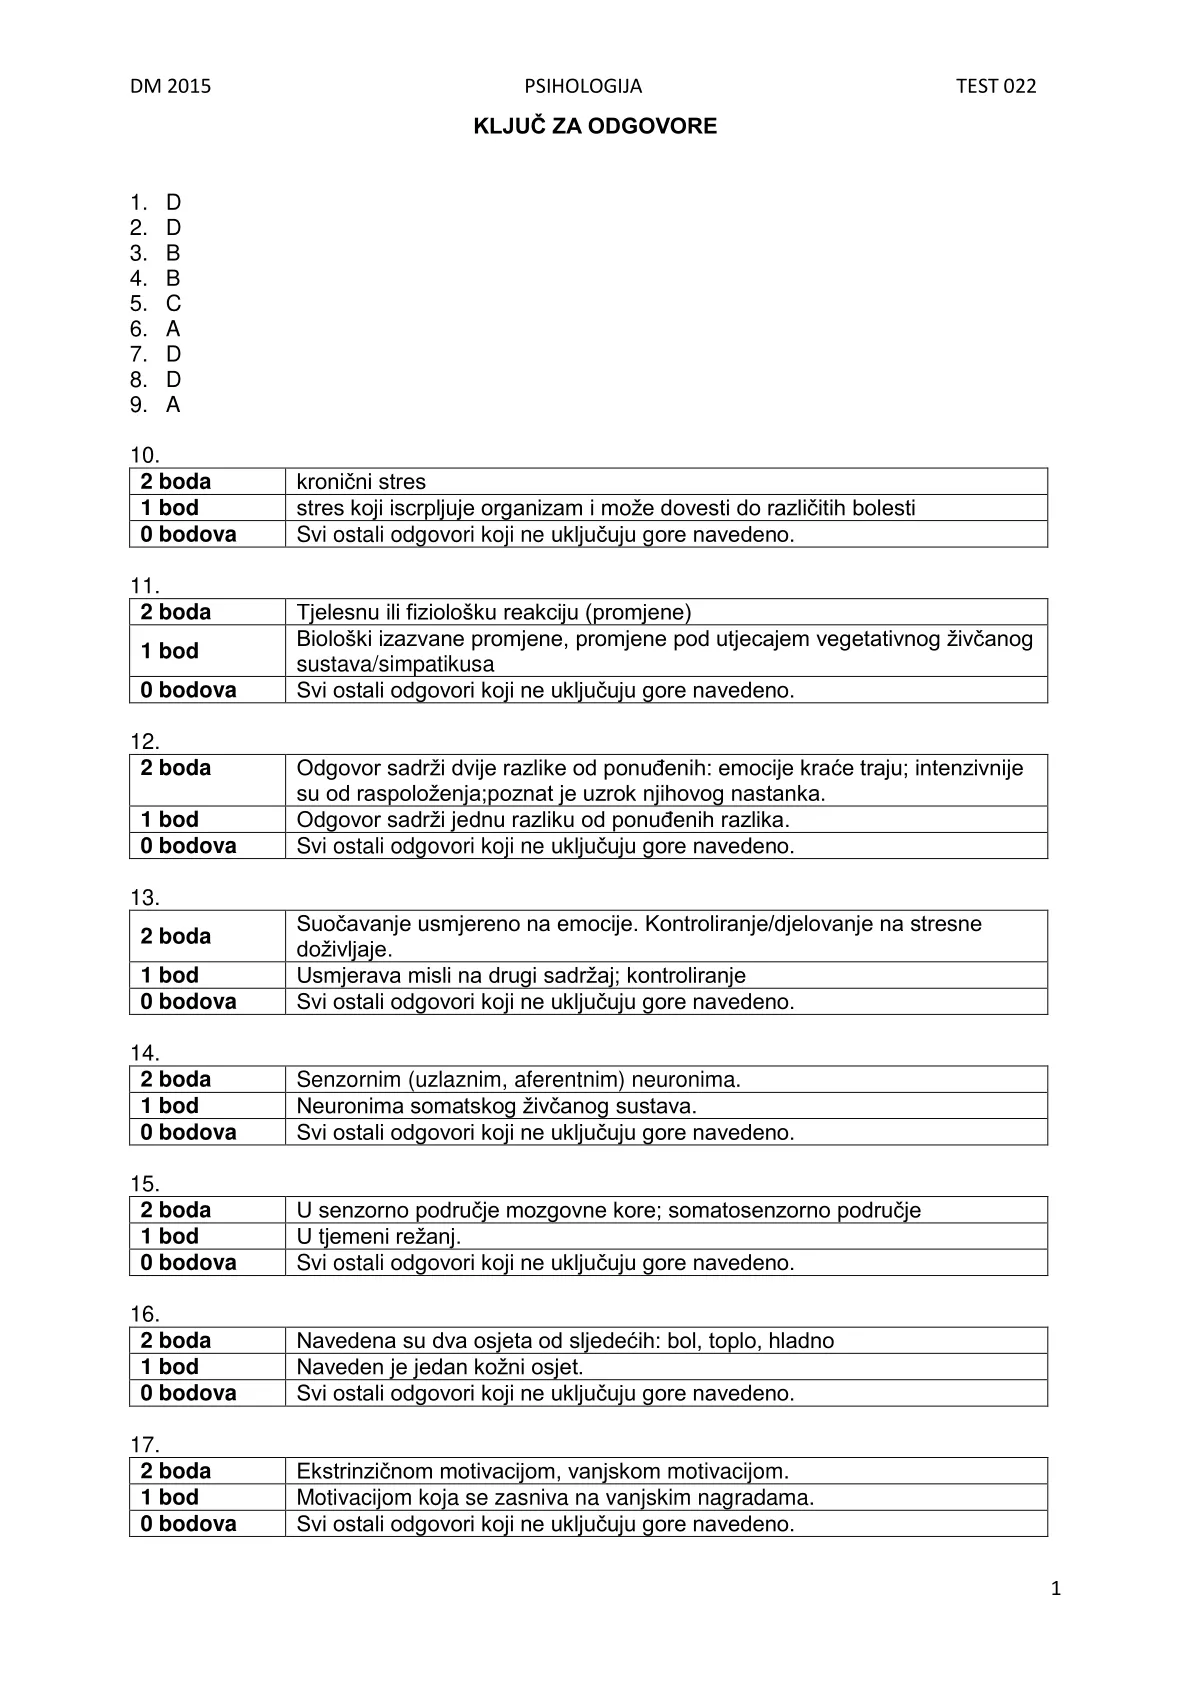 DM 2015 PSIHOLOGIJA TEST 022
KLJUČ ZA ODGOVORE
1. D
2. D
3. B
4. B
5. C
6. A
7. D
8. D
9. A
10.
2 boda kronični stres
1 bod stres koji iscrpljuje organizam i može dovesti do različitih bolesti
0 bodova Svi ostali odgovori koji ne uključuju gore navedeno.
11.
2 boda Tjelesnu ili fiziološku reakciju (promjene)
1 bod Biološki izazvane promjene, promjene pod utjecajem vegetativnog živčanog
sustava/simpatikusa
0 bodova Svi ostali odgovori koji ne uključuju gore navedeno.
12.
2 boda Odgovor sadrži dvije razlike od ponuđenih: emocije kraće traju; intenzivnije
su od raspoloženja;poznat je uzrok njihovog nastanka.
1 bod Odgovor sadrži jednu razliku od ponuđenih razlika.
0 bodova Svi ostali odgovori koji ne uključuju gore navedeno.
13.
2 boda Suočavanje usmjereno na emocije. Kontroliranje/djelovanje na stresne
doživljaje.
1 bod Usmjerava misli na drugi sadržaj; kontroliranje
0 bodova Svi ostali odgovori koji ne uključuju gore navedeno.
14.
2 boda Senzornim (uzlaznim, aferentnim) neuronima.
1 bod Neuronima somatskog živčanog sustava.
0 bodova Svi ostali odgovori koji ne uključuju gore navedeno.
15.
2 boda U senzorno područje mozgovne kore; somatosenzorno područje
1 bod U tjemeni režanj.
0 bodova Svi ostali odgovori koji ne uključuju gore navedeno.
16.
2 boda Navedena su dva osjeta od sljedećih: bol, toplo, hladno
1 bod Naveden je jedan kožni osjet.
0 bodova Svi ostali odgovori koji ne uključuju gore navedeno.
17.
2 boda Ekstrinzičnom motivacijom, vanjskom motivacijom.
1 bod Motivacijom koja se zasniva na vanjskim nagradama.
0 bodova Svi ostali odgovori koji ne uključuju gore navedeno.
1